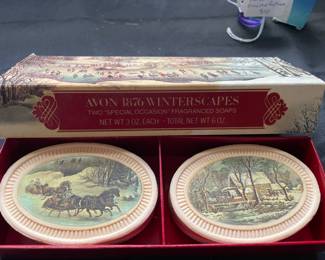 AVON 1876 WINTERSCAPES
TWO "SPECIAL OCCASION" FRAGRANCED SOAPS
NET WT 3 OZ. EACH - TOTAL NET WT 6 OZ.